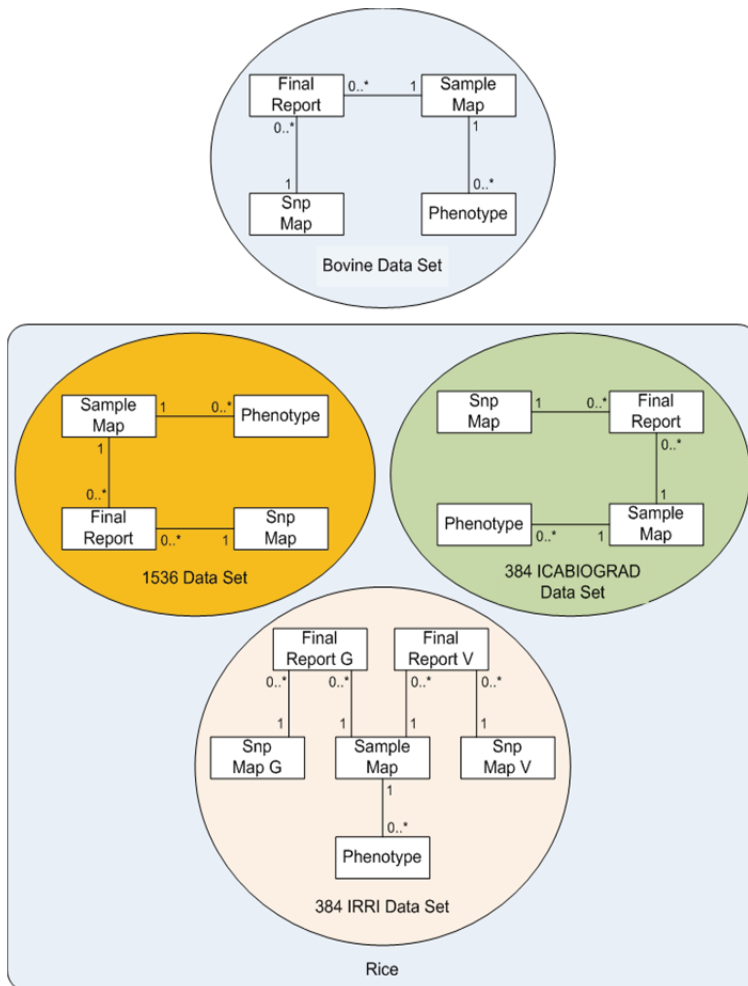 Final
Report
0..*
1
Sample
Map
0..*
1
1
0..*
Snp
Map
Phenotype
Bovine Data Set
Sample
Map
1
0..*
Phenotype
1
0..*
Final
Report
0..*
1
Snp
Map
1536 Data Set
Snp
Map
1
0..*
Final
Report
0..*
1
Phenotype
0..*
1
Sample
Map
384 ICABIOGRAD
Data Set
Final
Report G
Final
Report V
0..*
0..*
0..*
0..*
1
1
1
1
Snp
Map G
Sample
Map
Snp
Map V
1
0..*
Phenotype
384 IRRI Data Set
Rice